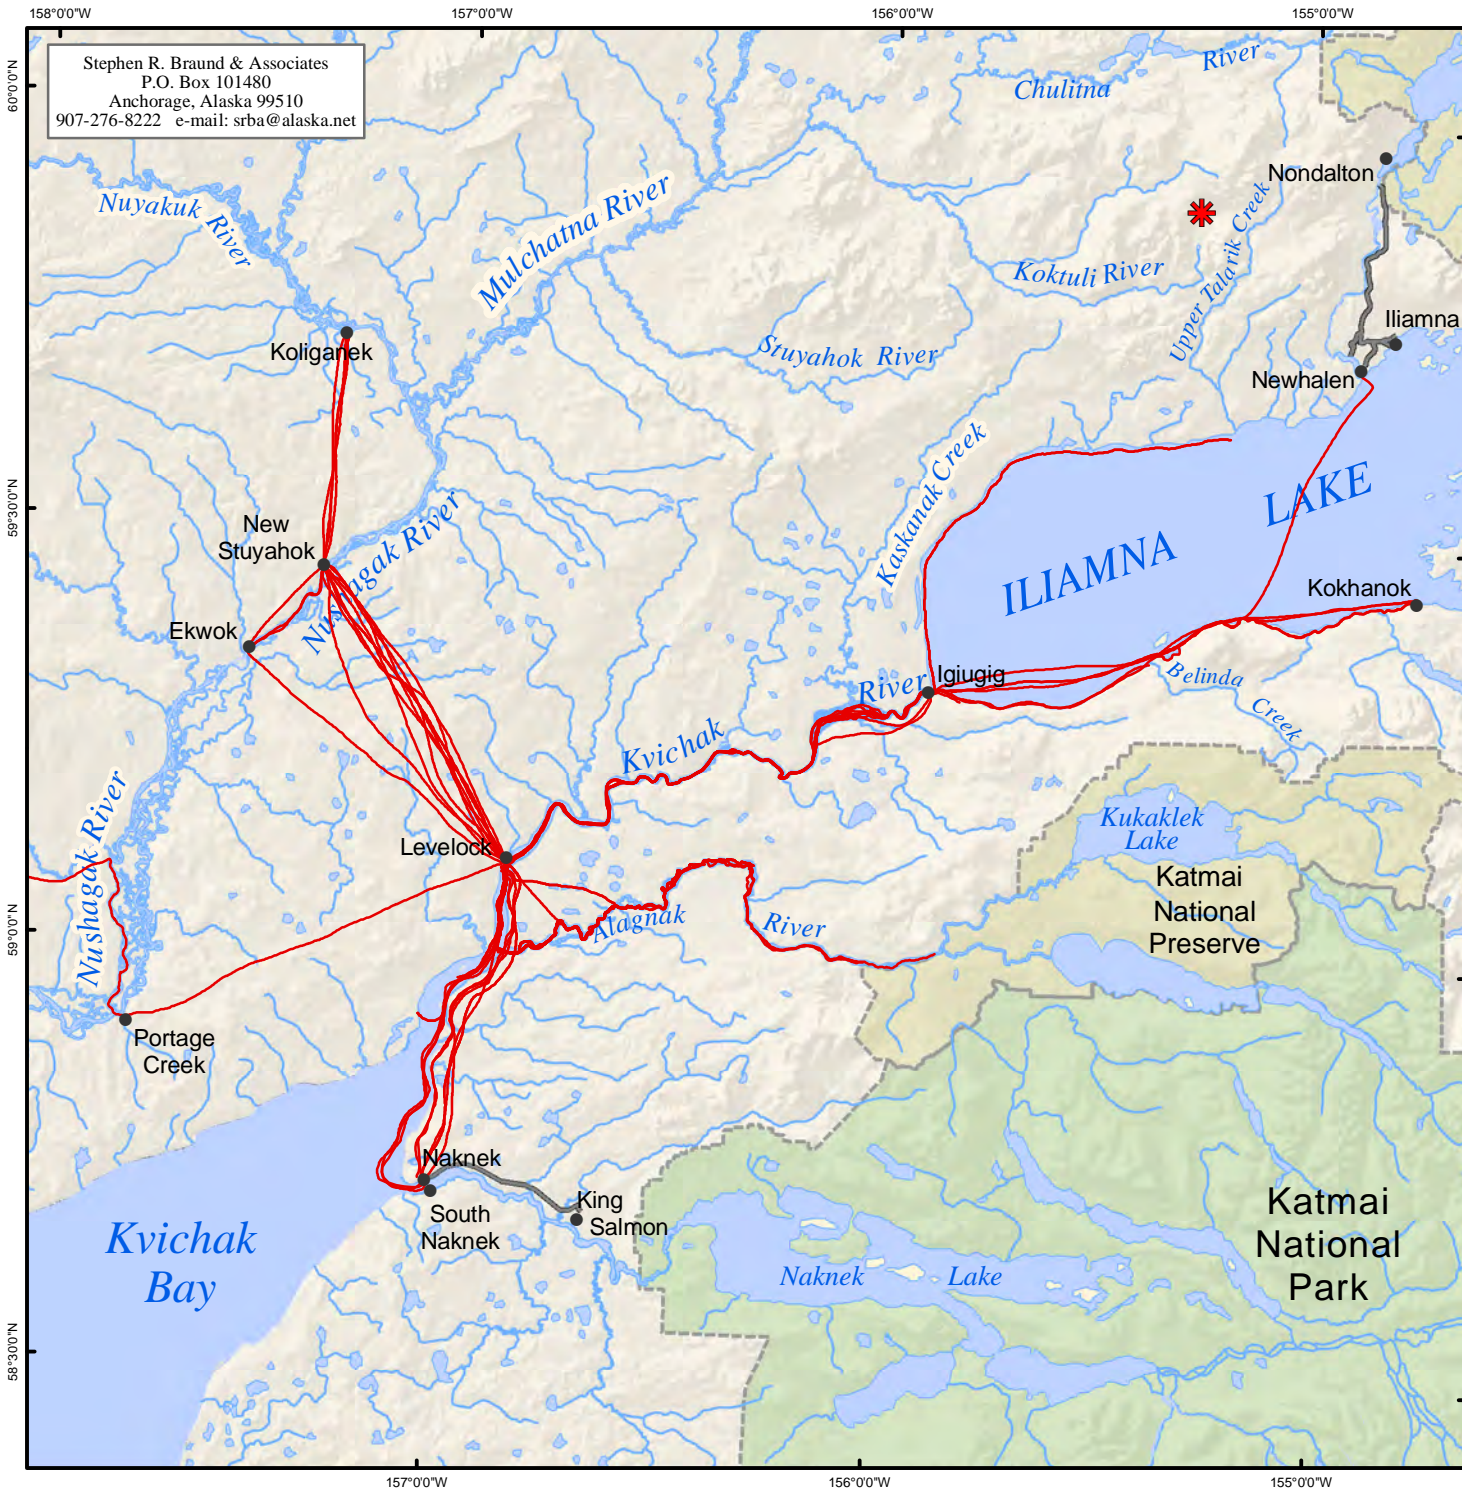 158°0'0"W
157°0'0"W
156°0'0"W
155°0'0"W
Stephen R. Braund & Associates
P.O. Box 101480
Anchorage, Alaska 99510
907-276-8222 e-mail: srba@alaska.net
60°0'0"N
Chulitna
River
Nondalton
Nuyakuk
River
Mulchatna River
Upper Talarik Creek
Koktuli River
Iliamna
Koliganek
Stuyahok River
Newhalen
Kaskanak Creek
LAKE
ILIAMNA
59°30'0"N
New
Stuyahok
Nushagak River
Kokhanok
Ekwok
Igiugig
Belinda
Creek
River
Kvichak
Nushagak River
Levelock
Kukaklek
Lake
Katmai
National
Preserve
Alagnak
River
59°0'0"N
Portage
Creek
Naknek
South
Naknek
King
Salmon
Kvichak
Bay
Naknek
Lake
Katmai
National
Park
58°30'0"N
157°0'0"W
156°0'0"W
155°0'0"W